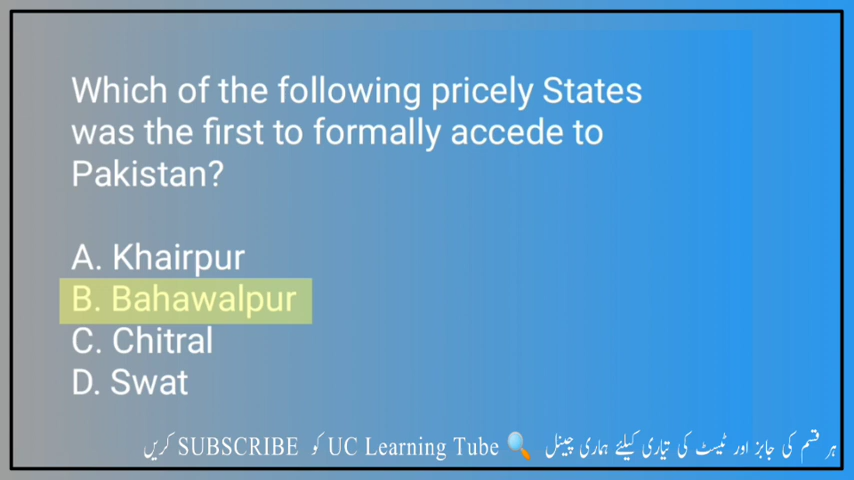 Which of the following pricely States
was the first to formally accede to
Pakistan?
A. Khairpur
B. Bahawalpur
C. Chitral
D. Swat
ہر قسم کی جابز اور ٹیسٹ کی تیاری کیلئے ہماری چینل 🔍 UC Learning Tube کو SUBSCRIBE کریں